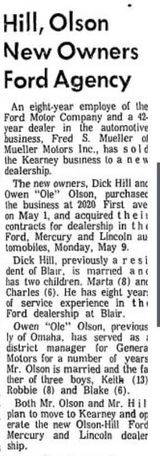 Hill, Olson
New Owners
Ford Agency
An eight-year employe of the
Ford Motor Company and a 42-
year dealer in the automotive
business, Fred S. Mueller of
Mueller Motors Inc., has sold
the Kearney business to a new
dealership.
The new owners, Dick Hill and
Owen "Ole" Olson, purchased
the business at 2020 First ave
on May 1, and acquired their
contracts for dealership in the
Ford, Mercury and Lincoln au
tomobiles, Monday, May 9.
Dick Hill, previously a resi
dent of Blair, is married and
has two children. Marta (8) and
Charles (6). He has eight years
of service experience in the
Ford dealership at Blair.
Owen "Ole" Olson, previous
ly of Omaha, has served as a
district manager for General
Motors for a number of years
Mr. Olson is married and the fa
ther of three boys, Keith (13)
Robbie (8) and Blake (6).
Both Mr. Olson and Mr. Hill
plan to move to Kearney and op
erate the new Olson-Hill Ford
Mercury and Lincoln dealer
ship.